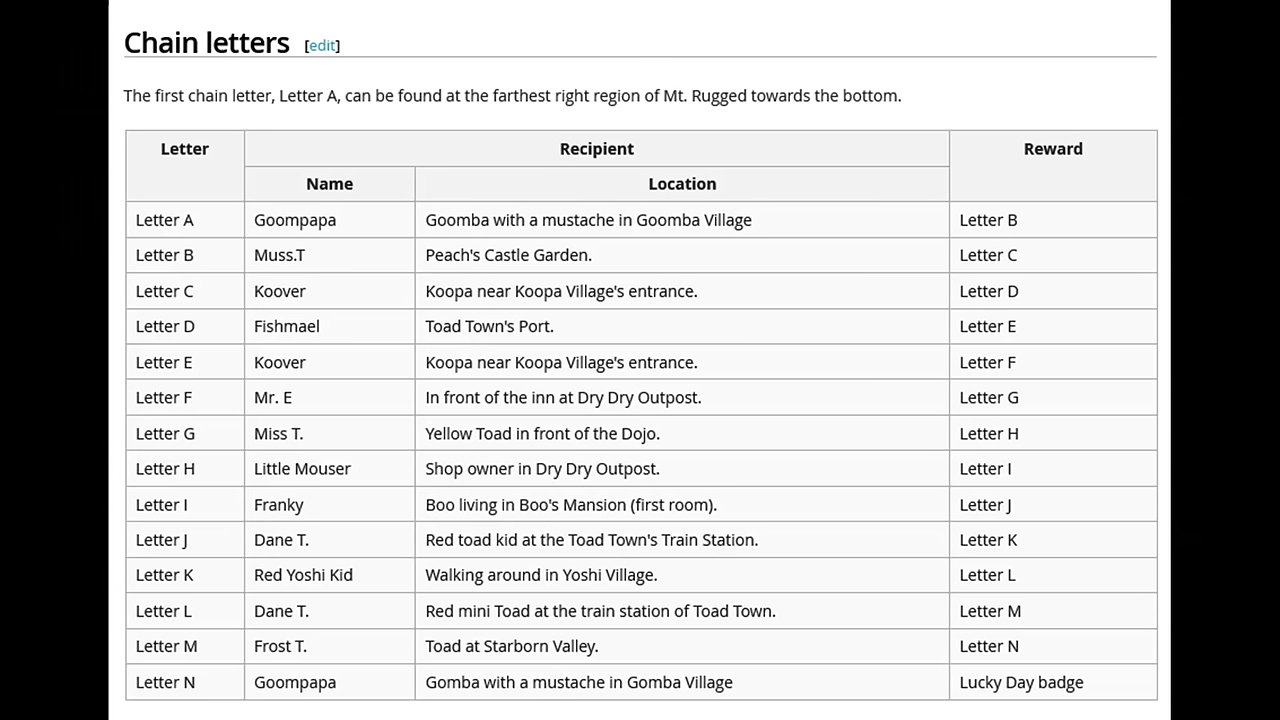 Chain letters [edit]
The first chain letter, Letter A, can be found at the farthest right region of Mt. Rugged towards the bottom.
Letter Recipient Reward
Name Location
Letter A Goompapa Goomba with a mustache in Goomba Village Letter B
Letter B Muss.T Peach's Castle Garden. Letter C
Letter C Koover Koopa near Koopa Village's entrance. Letter D
Letter D Fishmael Toad Town's Port. Letter E
Letter E Koover Koopa near Koopa Village's entrance. Letter F
Letter F Mr. E In front of the inn at Dry Dry Outpost. Letter G
Letter G Miss T. Yellow Toad in front of the Dojo. Letter H
Letter H Little Mouser Shop owner in Dry Dry Outpost. Letter I
Letter I Franky Boo living in Boo's Mansion (first room). Letter J
Letter J Dane T. Red toad kid at the Toad Town's Train Station. Letter K
Letter K Red Yoshi Kid Walking around in Yoshi Village. Letter L
Letter L Dane T. Red mini Toad at the train station of Toad Town. Letter M
Letter M Frost T. Toad at Starborn Valley. Letter N
Letter N Goompapa Gomba with a mustache in Gomba Village Lucky Day badge